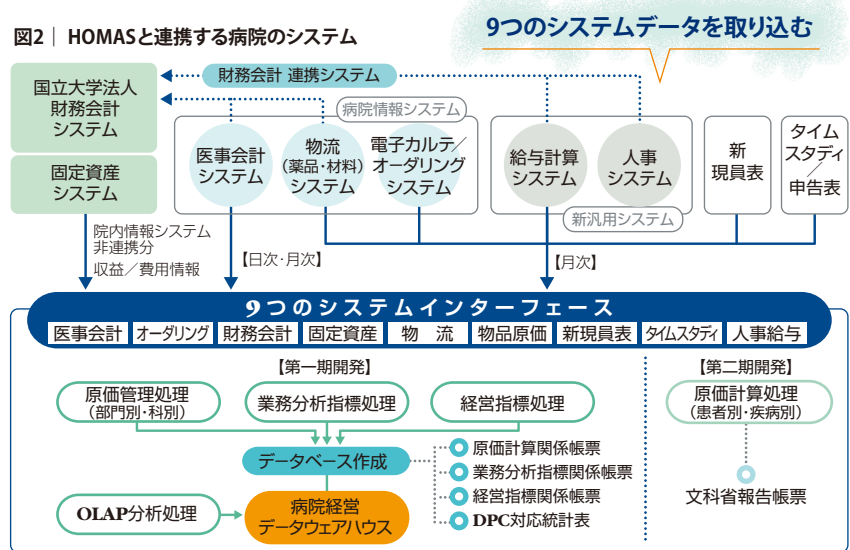 図2｜ HOMASと連携する病院のシステム
9つのシステムデータを取り込む
国立大学法人
財務会計
システム
固定資産
システム
財務会計 連携システム
病院情報システム
医事会計
システム
物流
(薬品・材料)
システム
電子カルテ／
オーダリング
システム
給与計算
システム
人事
システム
新汎用システム
新
現員表
タイム
スタディ
／
申告表
院内情報システム
非連携分
収益／費用情報
【日次・月次】
【月次】
9つのシステムインターフェース
医事会計 オーダリング 財務会計 固定資産 物　流 物品原価 新現員表 タイムスタディ 人事給与
【第一期開発】
【第二期開発】
原価管理処理
(部門別・科別)
業務分析指標処理
経営指標処理
原価計算処理
(患者別・疾病別)
データベース作成
原価計算関係帳票
業務分析指標関係帳票
経営指標関係帳票
DPC対応統計表
文科省報告帳票
OLAP分析処理
病院経営
データウェアハウス